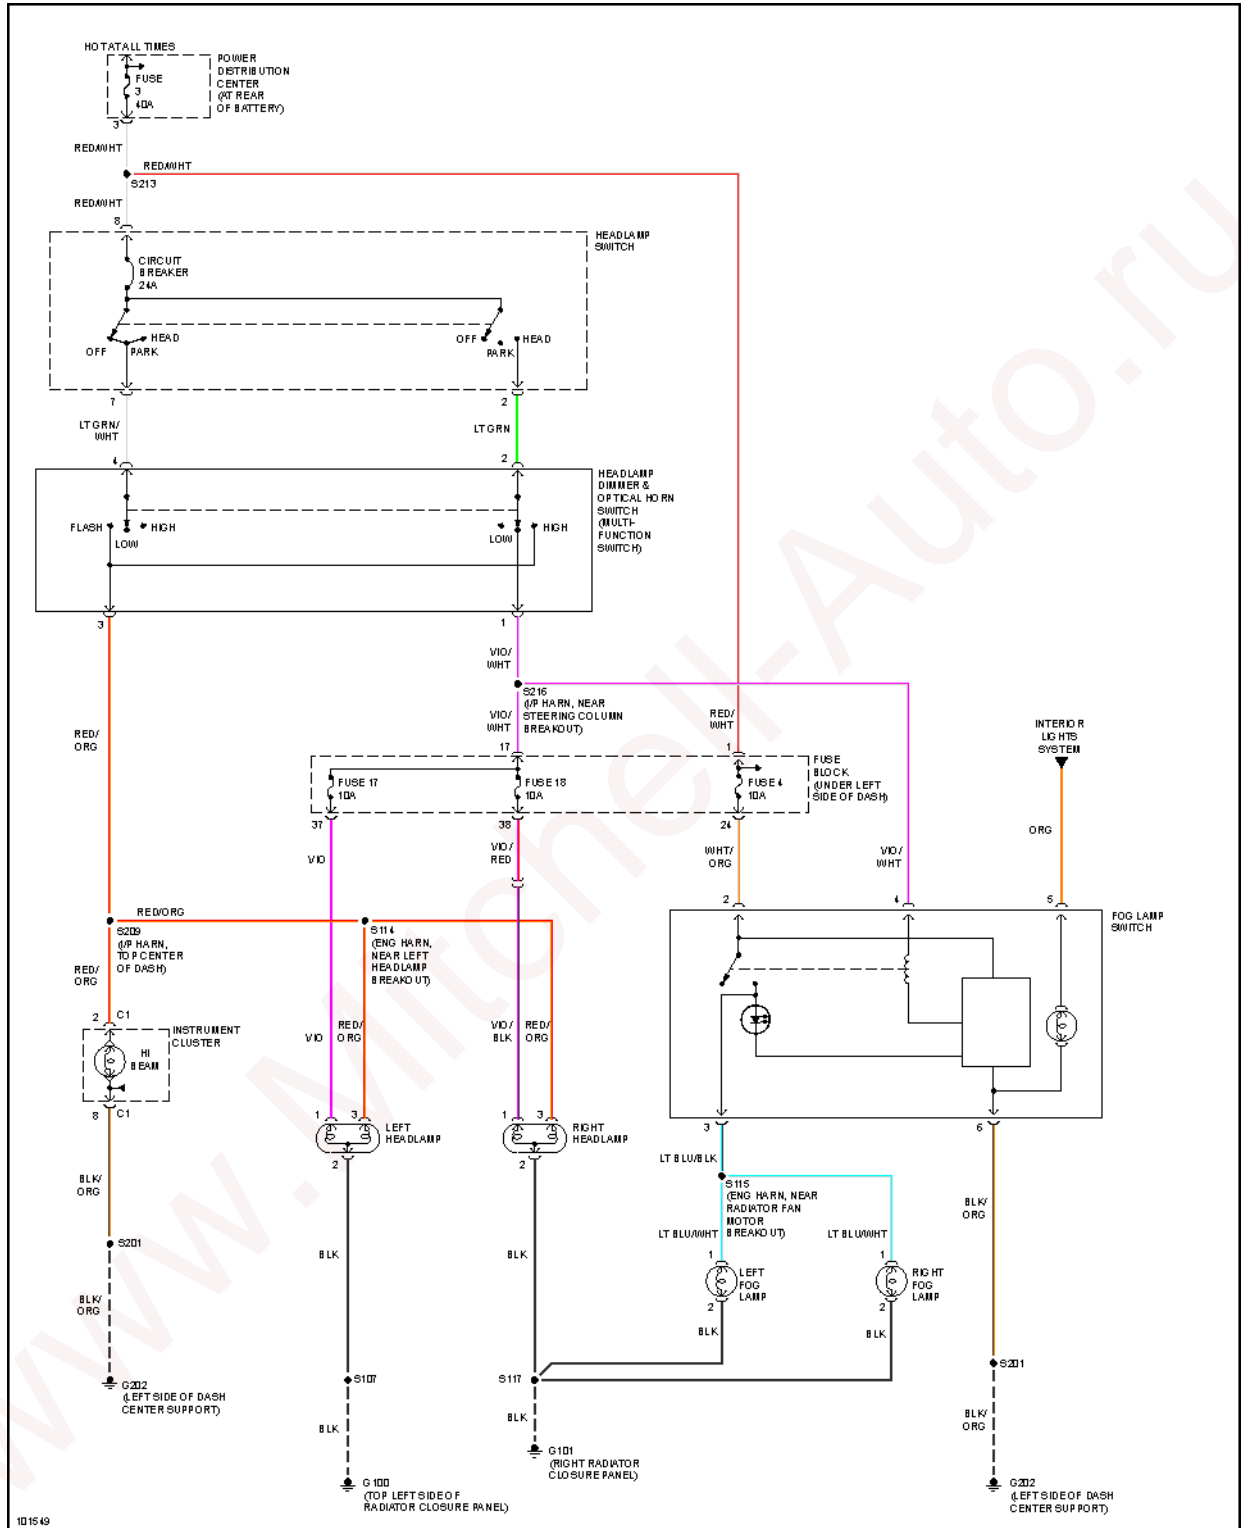 HOT AT ALL TIMES
POWER
DISTRIBUTION
CENTER
(AT REAR
OF BATTERY)
FUSE
3
40A
3
RED/WHT
RED/WHT
S213
RED/WHT
8
HEADLAMP
SWITCH
CIRCUIT
BREAKER
24A
OFF
PARK
HEAD
OFF
PARK
HEAD
7
2
LT GRN/
WHT
LT GRN
4
2
HEADLAMP
DIMMER &
OPTICAL HORN
SWITCH
(MULTI-
FUNCTION
SWITCH)
FLASH
LOW
HIGH
LOW
HIGH
3
1
VIO/
WHT
S216
(I/P HARN, NEAR
STEERING COLUMN
BREAKOUT)
VIO/
WHT
RED/
WHT
RED/
ORG
INTERIOR
LIGHTS
SYSTEM
17
1
FUSE 17
10A
FUSE 18
10A
FUSE 4
10A
FUSE
BLOCK
(UNDER LEFT
SIDE OF DASH)
37
38
24
VIO
VIO/
RED
WHT/
ORG
VIO/
WHT
ORG
2
4
5
FOG LAMP
SWITCH
RED/ORG
S209
(I/P HARN,
TOP CENTER
OF DASH)
S114
(ENG HARN,
NEAR LEFT
HEADLAMP
BREAKOUT)
RED/
ORG
2
C1
INSTRUMENT
CLUSTER
HI
BEAM
8
C1
VIO
RED/
ORG
VIO/
BLK
RED/
ORG
1
3
LEFT
HEADLAMP
2
1
3
RIGHT
HEADLAMP
2
3
6
LT BLU/BLK
S115
(ENG HARN, NEAR
RADIATOR FAN
MOTOR
BREAKOUT)
BLK/
ORG
BLK/
ORG
LT BLU/WHT
LT BLU/WHT
S201
BLK
BLK
1
LEFT
FOG
LAMP
2
1
RIGHT
FOG
LAMP
2
BLK/
ORG
BLK
BLK
S201
G202
(LEFT SIDE OF DASH
CENTER SUPPORT)
S107
S117
BLK
BLK
BLK/
ORG
G101
(RIGHT RADIATOR
CLOSURE PANEL)
G100
(TOP LEFT SIDE OF
RADIATOR CLOSURE PANEL)
G202
(LEFT SIDE OF DASH
CENTER SUPPORT)
101549
www.Mitchell-Auto.ru